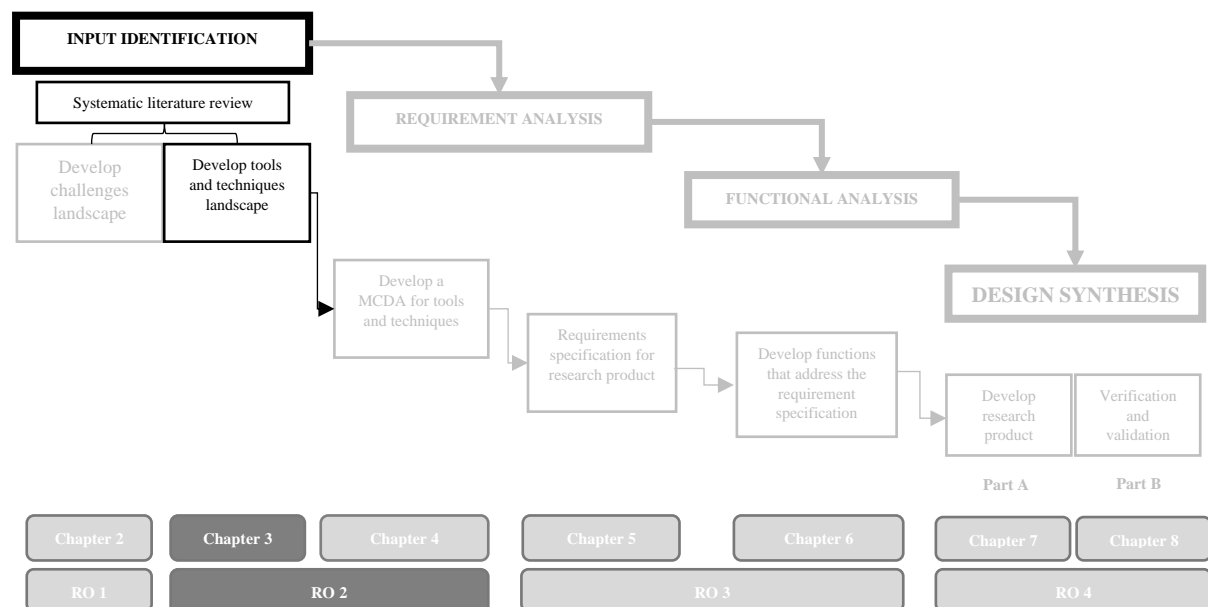 INPUT IDENTIFICATION
Systematic literature review
Develop
challenges
landscape
Develop tools
and techniques
landscape
REQUIREMENT ANALYSIS
FUNCTIONAL ANALYSIS
DESIGN SYNTHESIS
Develop a
MCDA for tools
and techniques
Requirements
specification for
research product
Develop functions
that address the
requirement
specification
Develop
research
product
Verification
and
validation
Part A
Part B
Chapter 2
Chapter 3
Chapter 4
Chapter 5
Chapter 6
Chapter 7
Chapter 8
RO 1
RO 2
RO 3
RO 4